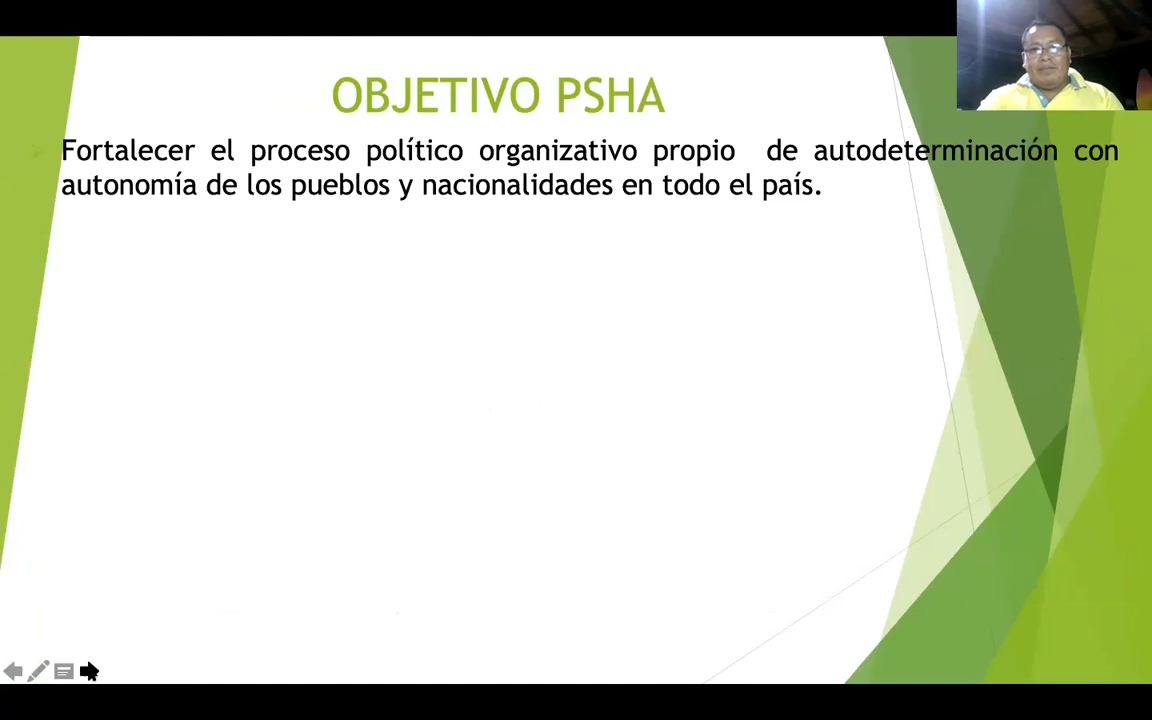 OBJETIVO PSHA
Fortalecer el proceso político organizativo propio de autodeterminación con
autonomía de los pueblos y nacionalidades en todo el país.